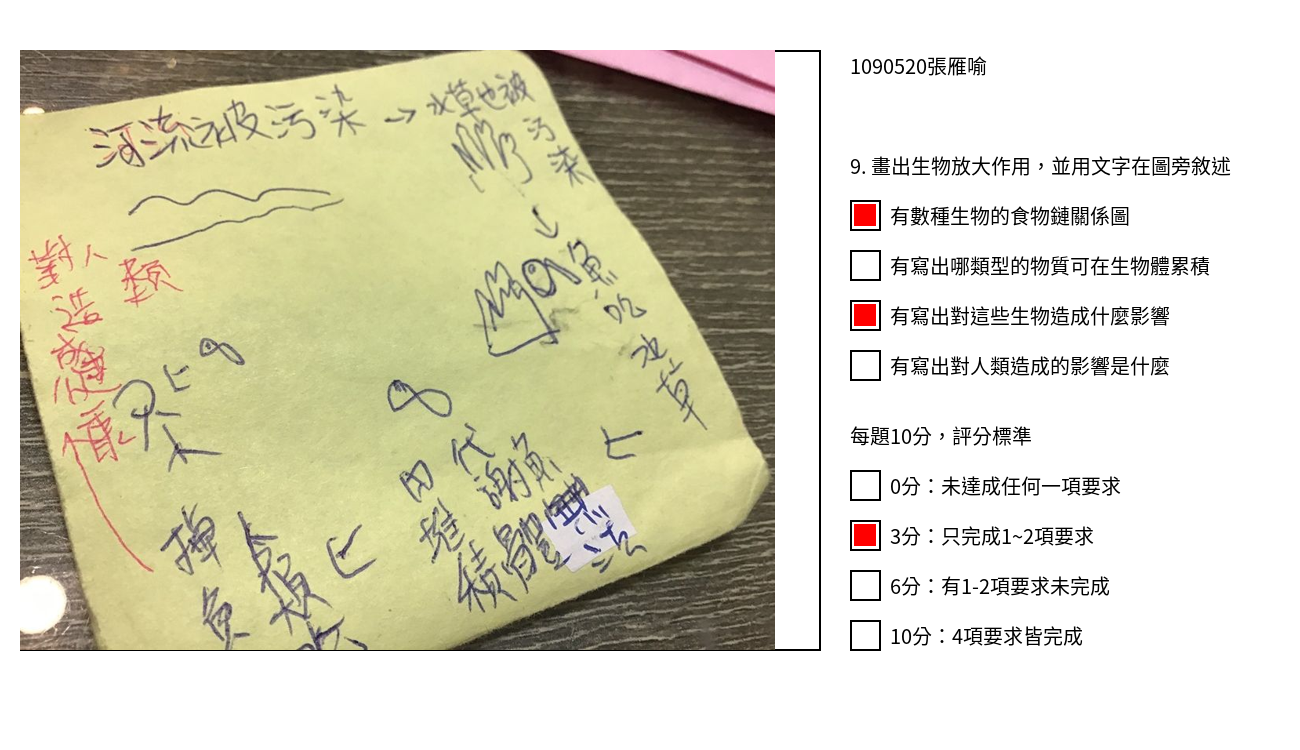 河流被污染→水草也被
污染
↓
魚吃
水草
魚體無法
代謝
堆積
人類
掉魚
對人類
造成
健康
1090520張雁喻
9. 畫出生物放大作用，並用文字在圖旁敘述
有數種生物的食物鏈關係圖
有寫出哪類型的物質可在生物體累積
有寫出對這些生物造成什麼影響
有寫出對人類造成的影響是什麼
每題10分，評分標準
0分：未達成任何一項要求
3分：只完成1~2項要求
6分：有1-2項要求未完成
10分：4項要求皆完成